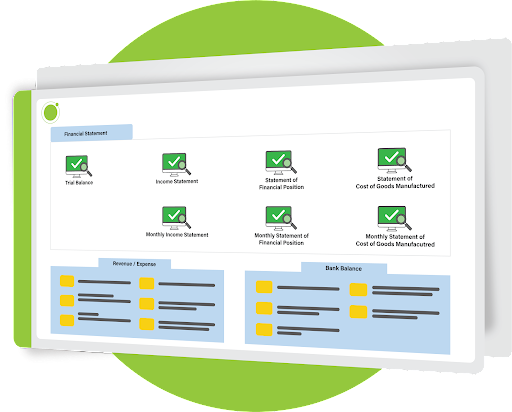 Financial Statement
Trial Balance
Income Statement
Statement of
Financial Position
Statement of
Cost of Goods Manufactured
Monthly Income Statement
Monthly Statement of
Financial Position
Monthly Statement of
Cost of Goods Manufacutred
Revenue / Expense
Bank Balance